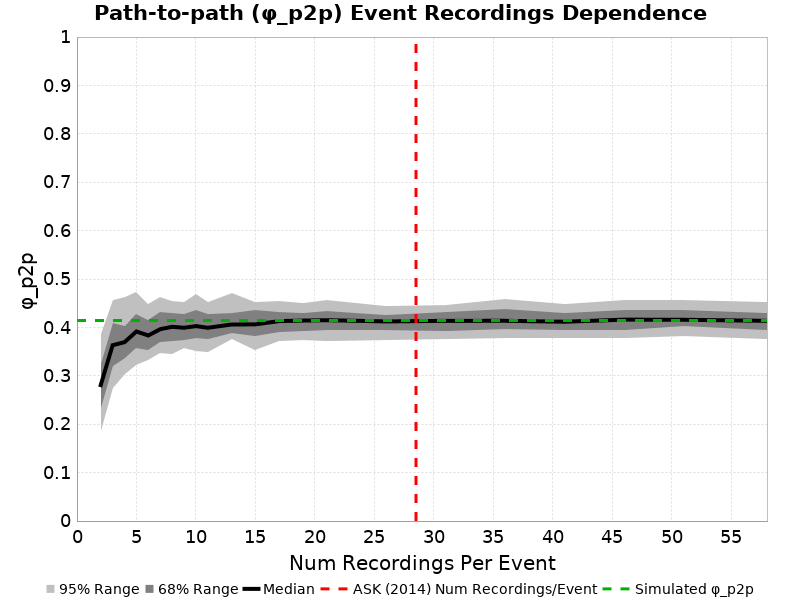 Path-to-path (φ_p2p) Event Recordings Dependence
φ_p2p
1
0.9
0.8
0.7
0.6
0.5
0.4
0.3
0.2
0.1
0
0 5 10 15 20 25 30 35 40 45 50 55
Num Recordings Per Event
95% Range 68% Range Median ASK (2014) Num Recordings/Event Simulated φ_p2p